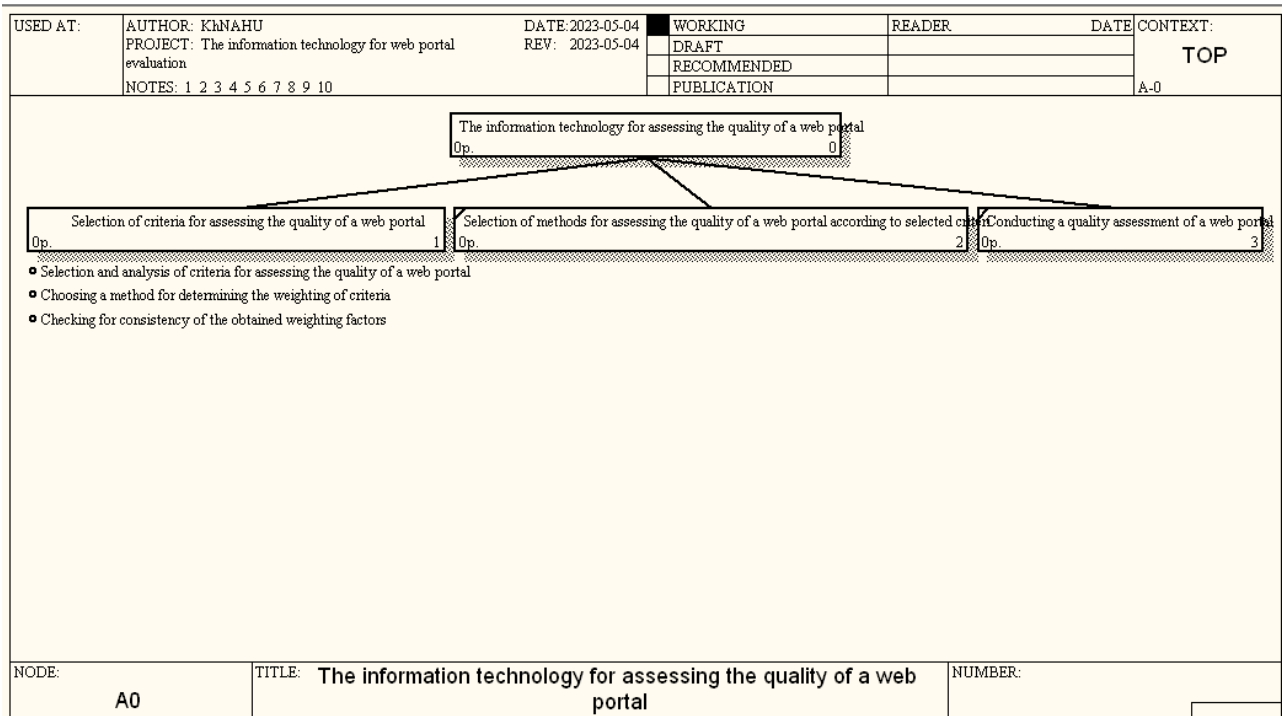 USED AT:
AUTHOR: KhNAHU
DATE:2023-05-04
PROJECT: The information technology for web portal
evaluation
REV: 2023-05-04
NOTES: 1 2 3 4 5 6 7 8 9 10
WORKING
DRAFT
RECOMMENDED
PUBLICATION
READER
DATE
CONTEXT:
TOP
A-0
The information technology for assessing the quality of a web portal
0p.
0
Selection of criteria for assessing the quality of a web portal
0p.
1
Selection of methods for assessing the quality of a web portal according to selected
0p.
2
Conducting a quality assessment of a web portal
0p.
3
Selection and analysis of criteria for assessing the quality of a web portal
Choosing a method for determining the weighting of criteria
Checking for consistency of the obtained weighting factors
NODE:
A0
TITLE: The information technology for assessing the quality of a web
portal
NUMBER: